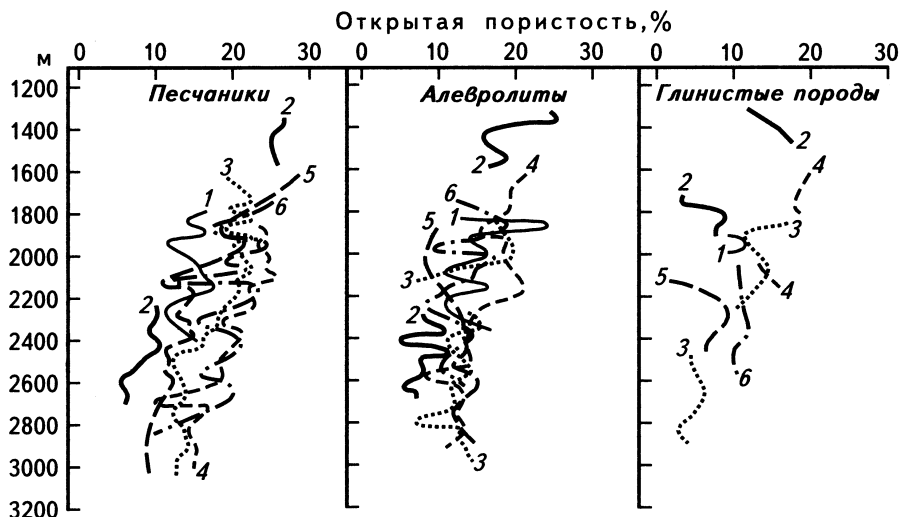 Открытая пористость,%
м 0 10 20 30 0 10 20 30 0 10 20 30
1200 Песчаники Алевролиты Глинистые породы
2
1400
2 2
1600 3 5 4 4
1 6 6 2
1800 5 1 3
2000 1
3 5 4
2200 2 2
2400 3
2600 6
2800
3000 4 3
3200